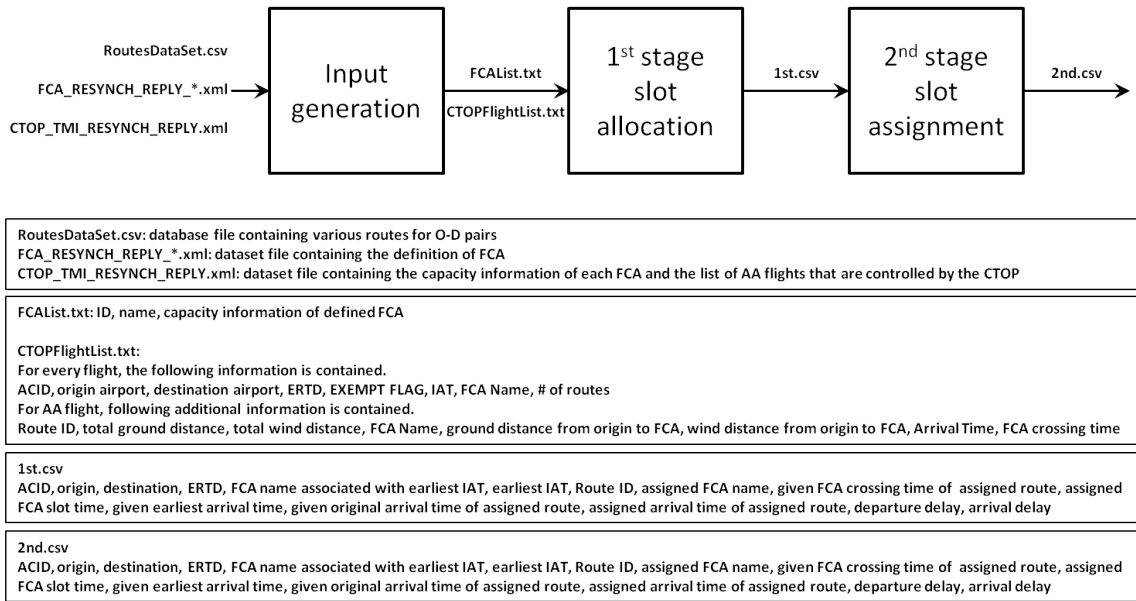 RoutesDataSet.csv
FCA_RESYNCH_REPLY_*.xml
CTOP_TMI_RESYNCH_REPLY.xml
Input
generation
FCAList.txt
CTOPFlightList.txt
1st stage
slot
allocation
1st.csv
2nd stage
slot
assignment
2nd.csv
RoutesDataSet.csv: database file containing various routes for O-D pairs
FCA_RESYNCH_REPLY_*.xml: dataset file containing the definition of FCA
CTOP_TMI_RESYNCH_REPLY.xml: dataset file containing the capacity information of each FCA and the list of AA flights that are controlled by the CTOP
FCAList.txt: ID, name, capacity information of defined FCA
CTOPFlightList.txt:
For every flight, the following information is contained.
ACID, origin airport, destination airport, ERTD, EXEMPT FLAG, IAT, FCA Name, # of routes
For AA flight, following additional information is contained.
Route ID, total ground distance, total wind distance, FCA Name, ground distance from origin to FCA, wind distance from origin to FCA, Arrival Time, FCA crossing time
1st.csv
ACID, origin, destination, ERTD, FCA name associated with earliest IAT, earliest IAT, Route ID, assigned FCA name, given FCA crossing time of assigned route, assigned
FCA slot time, given earliest arrival time, given original arrival time of assigned route, assigned arrival time of assigned route, departure delay, arrival delay
2nd.csv
ACID, origin, destination, ERTD, FCA name associated with earliest IAT, earliest IAT, Route ID, assigned FCA name, given FCA crossing time of assigned route, assigned
FCA slot time, given earliest arrival time, given original arrival time of assigned route, assigned arrival time of assigned route, departure delay, arrival delay